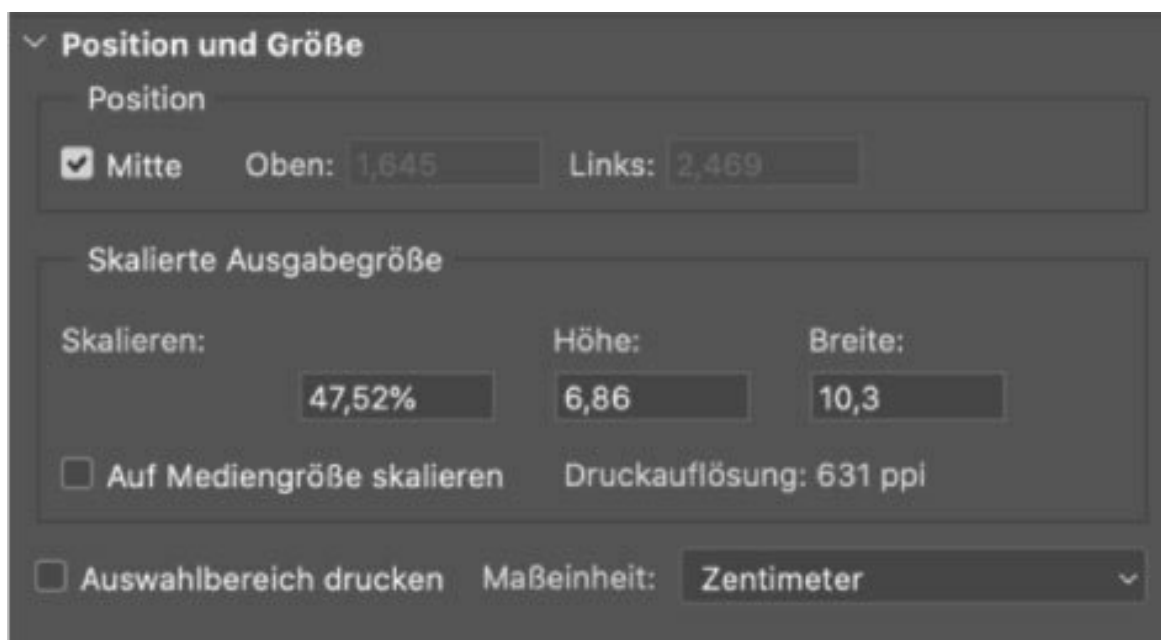 Position und Größe
Position
Mitte Oben: 1,645 Links: 2,469
Skalierte Ausgabegröße
Skalieren: Höhe: Breite:
47,52% 6,86 10,3
Auf Mediengröße skalieren Druckauflösung: 631 ppi
Auswahlbereich drucken Maßeinheit: Zentimeter